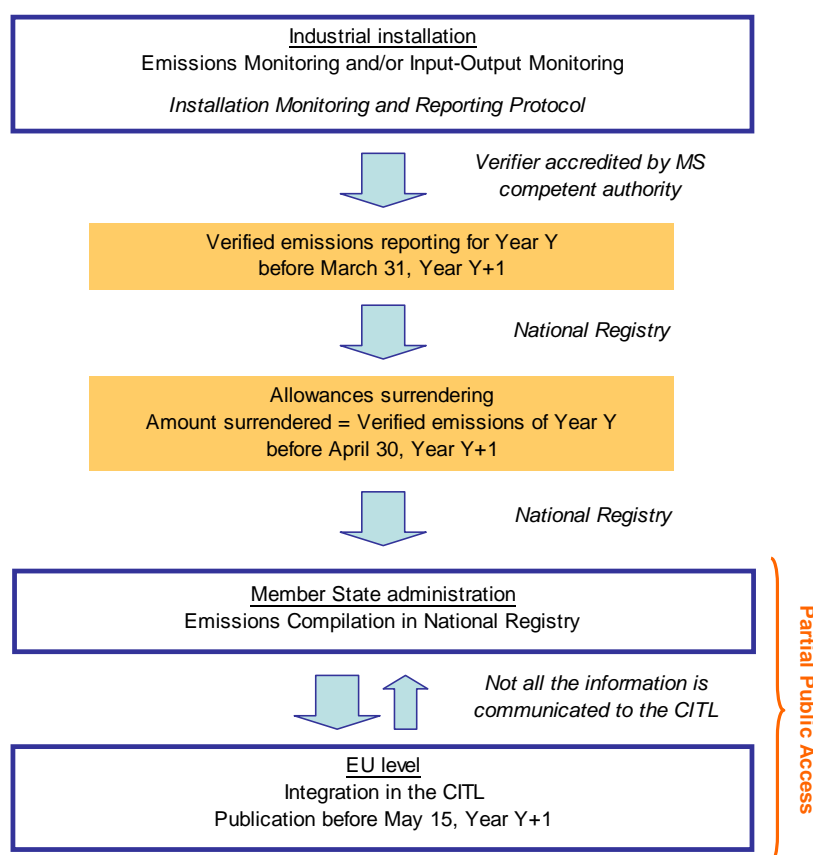 Industrial installation
Emissions Monitoring and/or Input-Output Monitoring
Installation Monitoring and Reporting Protocol
Verifier accredited by MS
competent authority
Verified emissions reporting for Year Y
before March 31, Year Y+1
National Registry
Allowances surrendering
Amount surrendered = Verified emissions of Year Y
before April 30, Year Y+1
National Registry
Member State administration
Emissions Compilation in National Registry
Not all the information is
communicated to the CITL
EU level
Integration in the CITL
Publication before May 15, Year Y+1
Partial Public Access